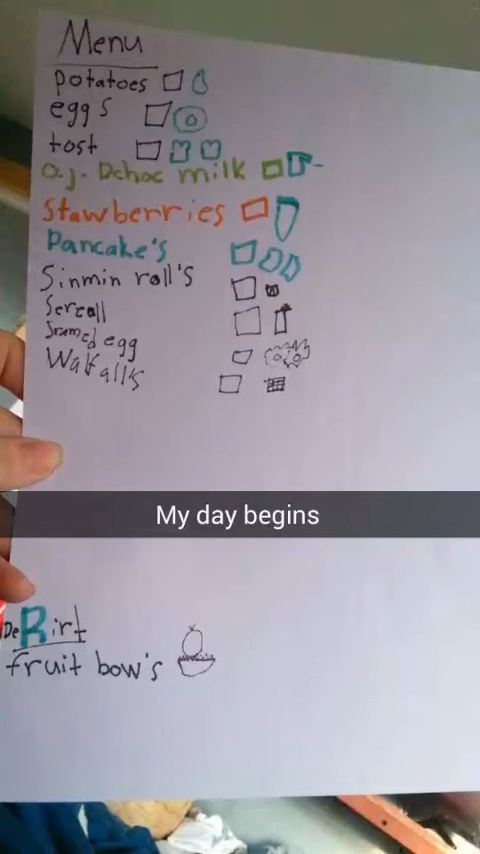 Menu
potatoes
eggs
tost
o.j. Dchoc milk
Stawberries
Pancake's
Sinmin roll's
Sereall
Sramed egg
Wafalls
My day begins
DeRirt
fruit bow's